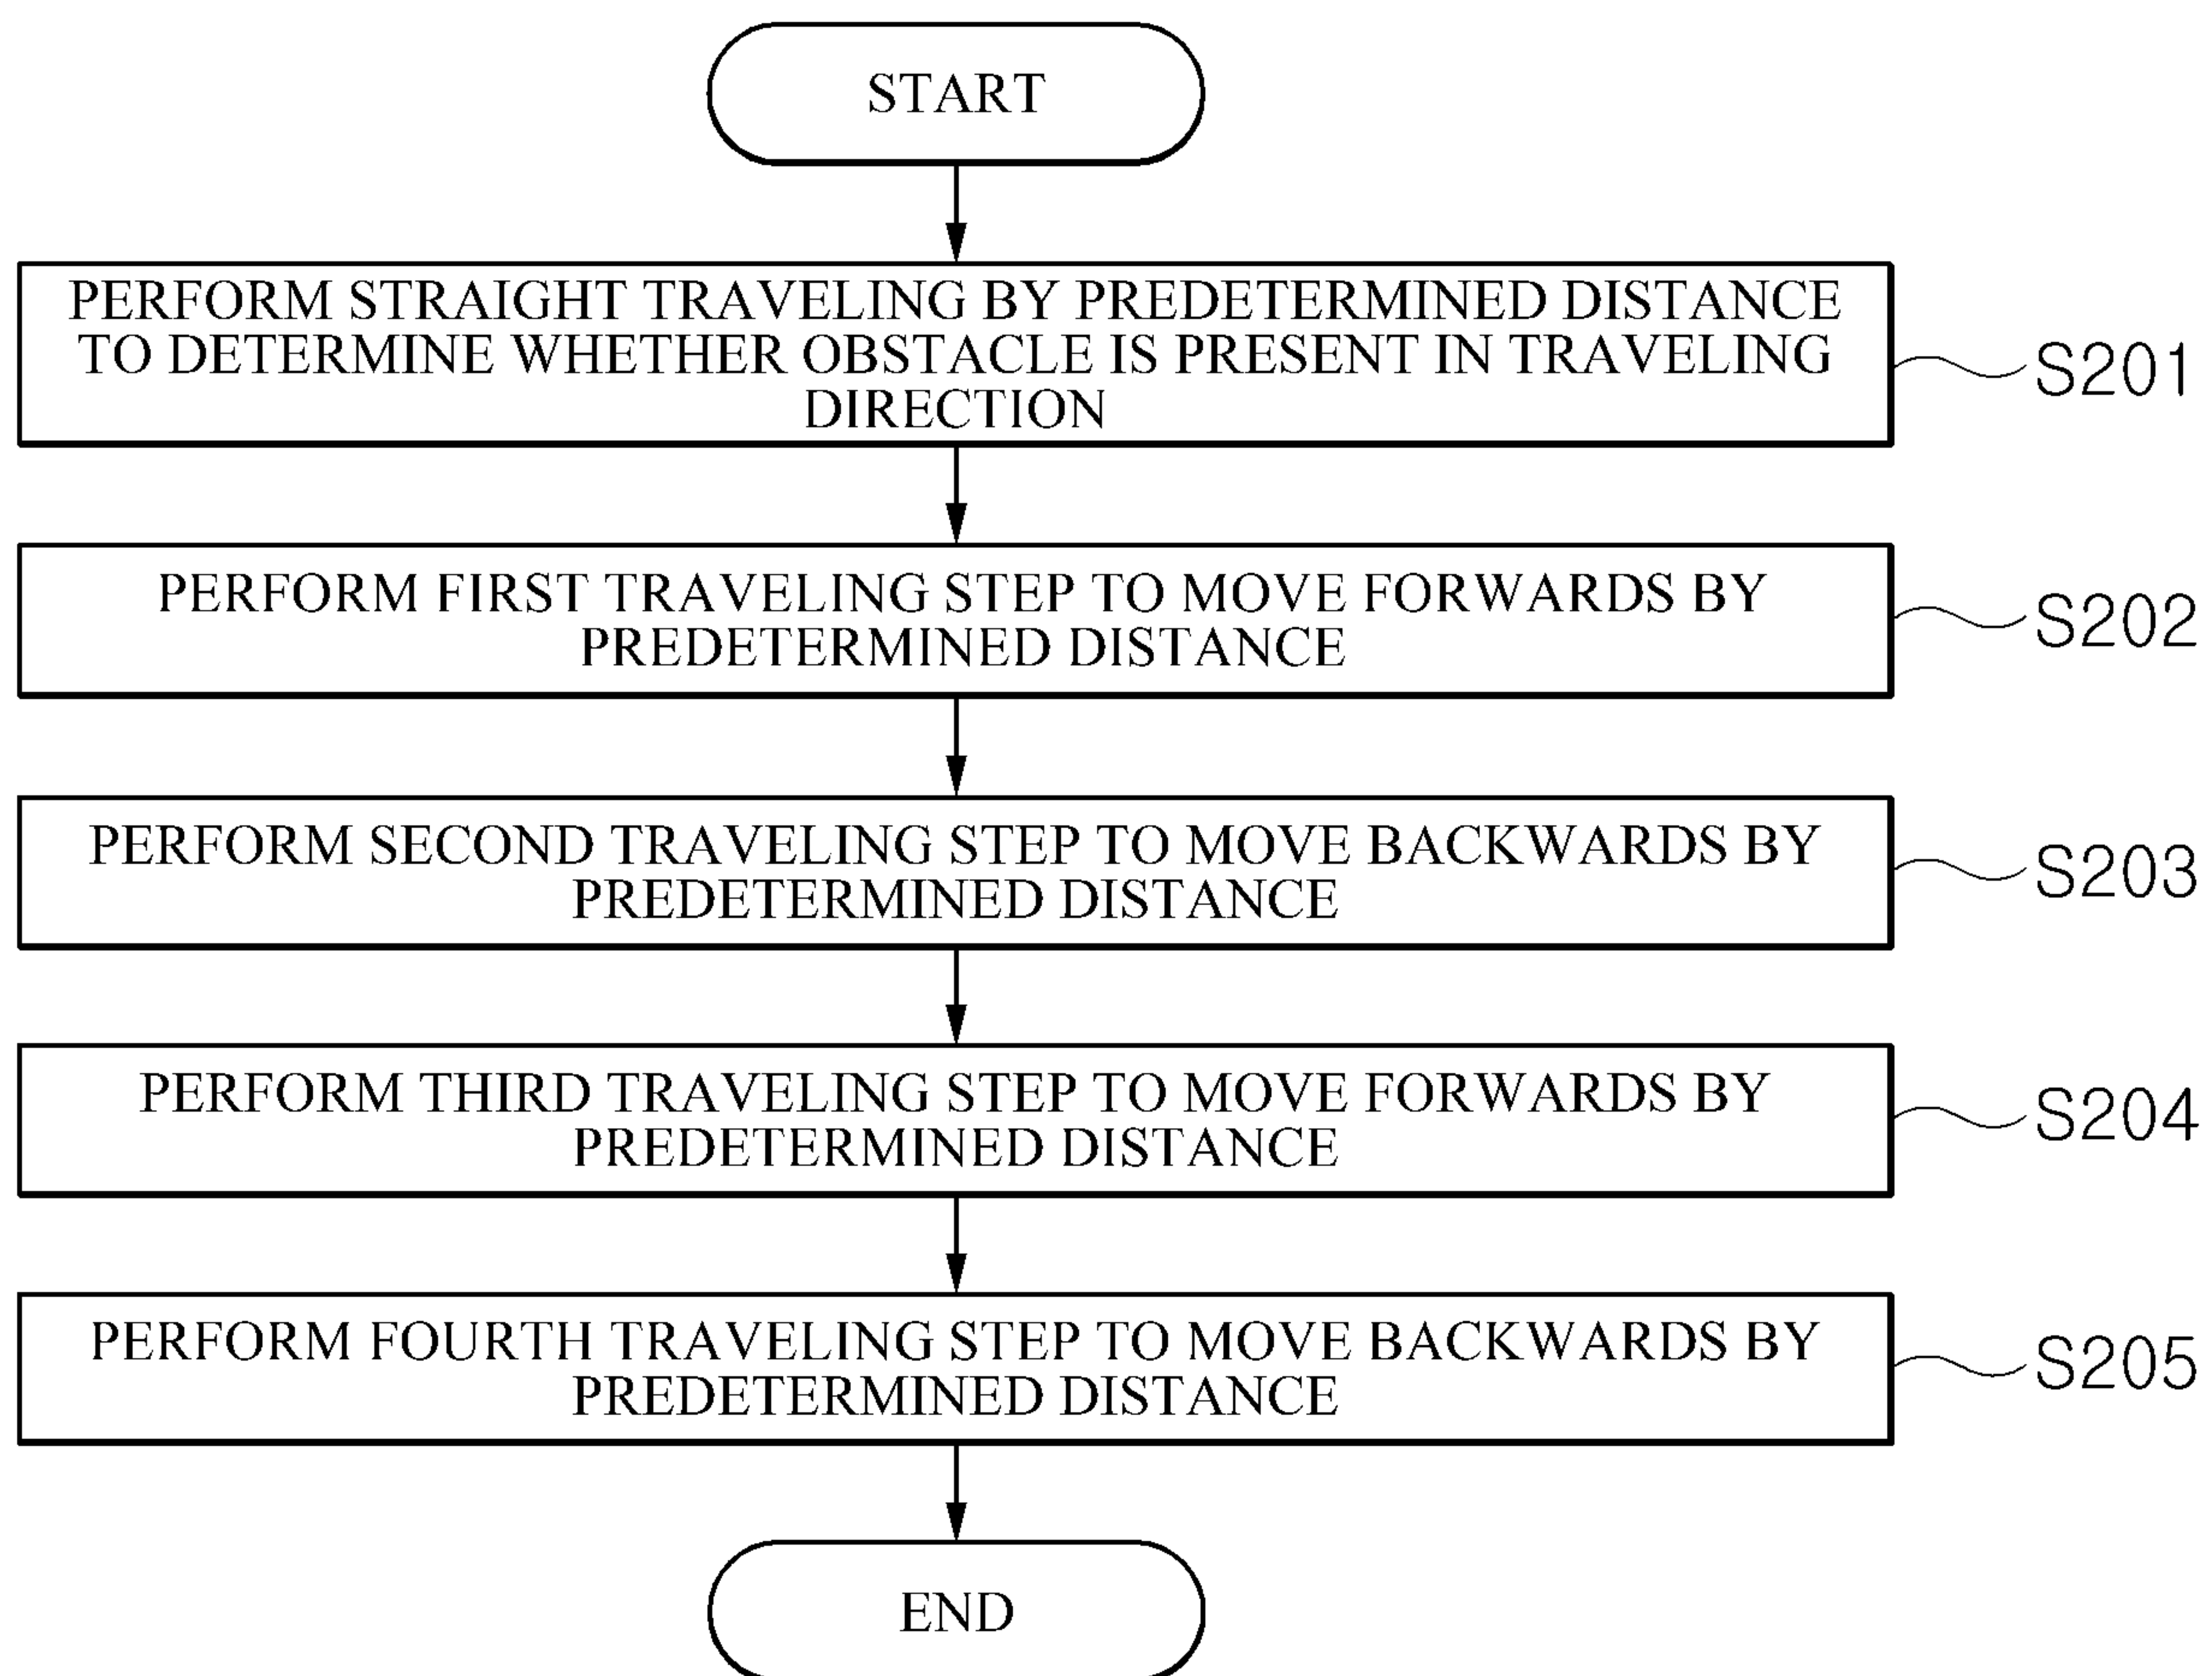 START
PERFORM STRAIGHT TRAVELING BY PREDETERMINED DISTANCE
TO DETERMINE WHETHER OBSTACLE IS PRESENT IN TRAVELING
DIRECTION
S201
PERFORM FIRST TRAVELING STEP TO MOVE FORWARDS BY
PREDETERMINED DISTANCE
S202
PERFORM SECOND TRAVELING STEP TO MOVE BACKWARDS BY
PREDETERMINED DISTANCE
S203
PERFORM THIRD TRAVELING STEP TO MOVE FORWARDS BY
PREDETERMINED DISTANCE
S204
PERFORM FOURTH TRAVELING STEP TO MOVE BACKWARDS BY
PREDETERMINED DISTANCE
S205
END